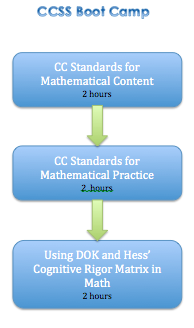 CCSS Boot Camp
CC Standards for
Mathematical Content
2 hours
CC Standards for
Mathematical Practice
2 hours
Using DOK and Hess'
Cognitive Rigor Matrix in
Math
2 hours